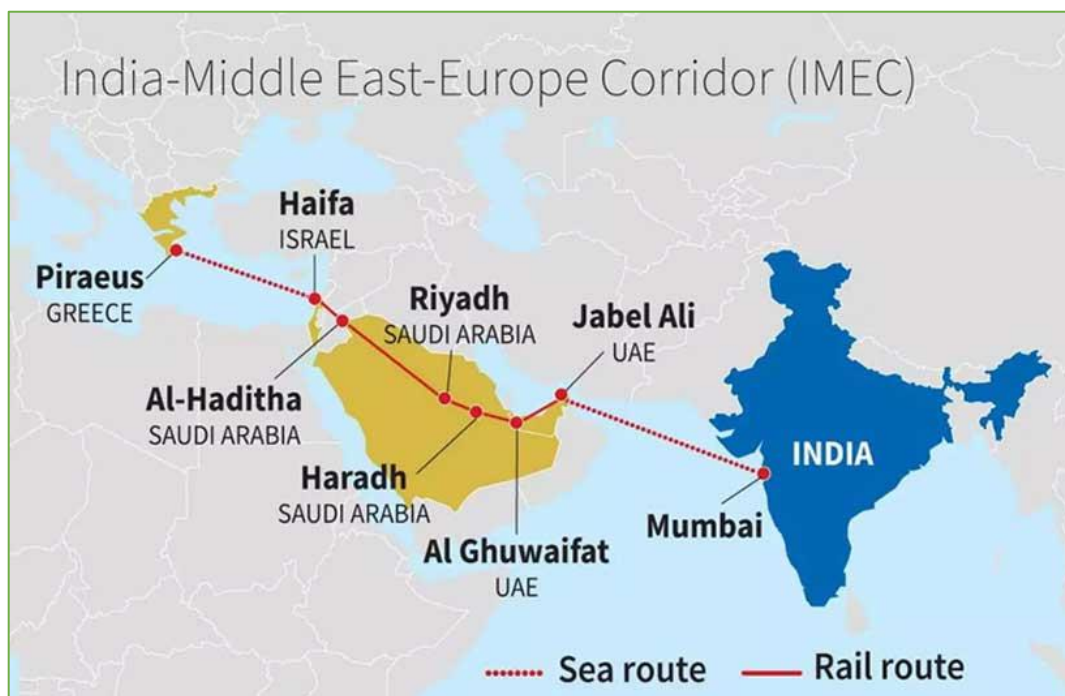 India-Middle East-Europe Corridor (IMEC)
Haifa
ISRAEL
Piraeus
GREECE
Riyadh
SAUDI ARABIA
Jabel Ali
UAE
Al-Haditha
SAUDI ARABIA
INDIA
Haradh
SAUDI ARABIA
Mumbai
Al Ghuwaifat
UAE
Sea route
Rail route